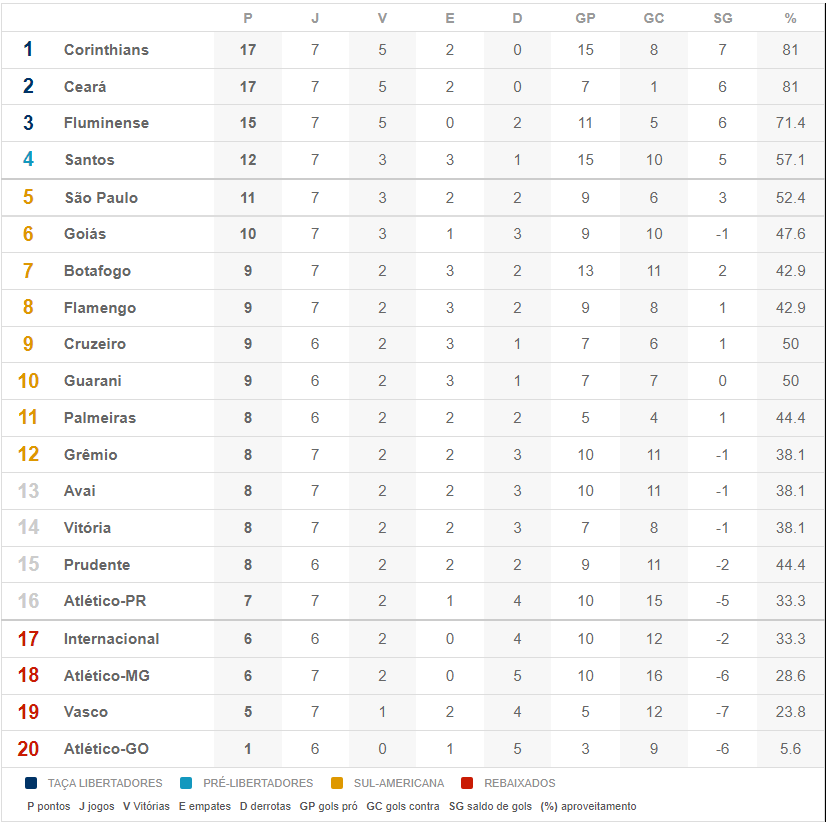 P J V E D GP GC SG %
1 Corinthians 17 7 5 2 0 15 8 7 81
2 Ceará 17 7 5 2 0 7 1 6 81
3 Fluminense 15 7 5 0 2 11 5 6 71.4
4 Santos 12 7 3 3 1 15 10 5 57.1
5 São Paulo 11 7 3 2 2 9 6 3 52.4
6 Goiás 10 7 3 1 3 9 10 -1 47.6
7 Botafogo 9 7 2 3 2 13 11 2 42.9
8 Flamengo 9 7 2 3 2 9 8 1 42.9
9 Cruzeiro 9 6 2 3 1 7 6 1 50
10 Guarani 9 6 2 3 1 7 7 0 50
11 Palmeiras 8 6 2 2 2 5 4 1 44.4
12 Grêmio 8 7 2 2 3 10 11 -1 38.1
13 Avai 8 7 2 2 3 10 11 -1 38.1
14 Vitória 8 7 2 2 3 7 8 -1 38.1
15 Prudente 8 6 2 2 2 9 11 -2 44.4
16 Atlético-PR 7 7 2 1 4 10 15 -5 33.3
17 Internacional 6 6 2 0 4 10 12 -2 33.3
18 Atlético-MG 6 7 2 0 5 10 16 -6 28.6
19 Vasco 5 7 1 2 4 5 12 -7 23.8
20 Atlético-GO 1 6 0 1 5 3 9 -6 5.6
TAÇA LIBERTADORES PRÉ-LIBERTADORES SUL-AMERICANA REBAIXADOS
P pontos J jogos V Vitórias E empates D derrotas GP gols pró GC gols contra SG saldo de gols (%) aproveitamento